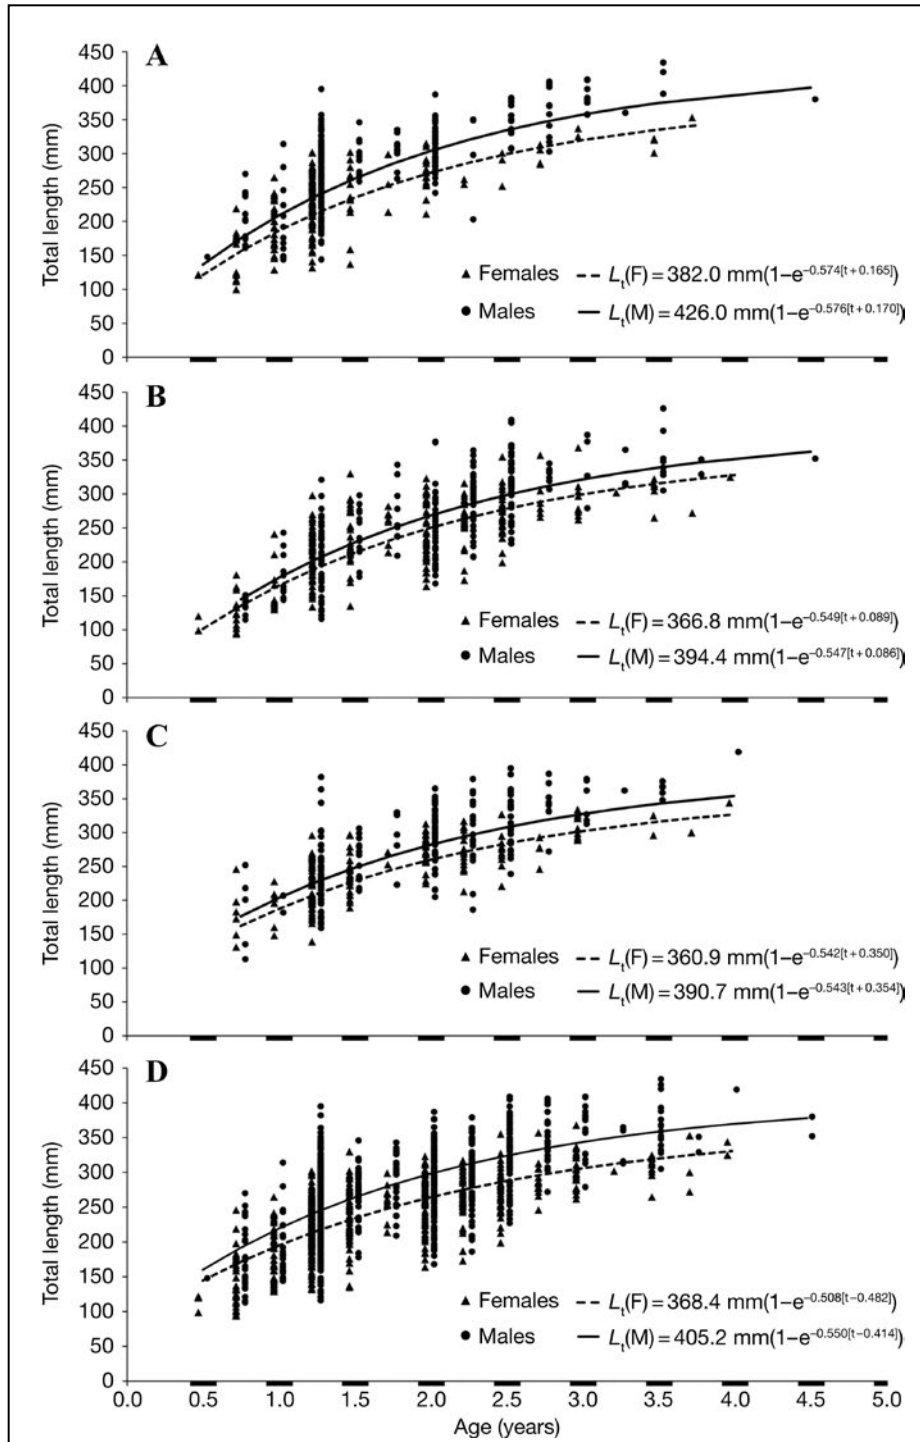 A
450
400
350
300
250
200
150
100
50
0
Total length (mm)
Females Lt(F) = 382.0 mm(1–e–0.574[t + 0.165])
Males Lt(M) = 426.0 mm(1–e–0.576[t + 0.170])
B
450
400
350
300
250
200
150
100
50
0
Total length (mm)
Females Lt(F) = 366.8 mm(1–e–0.549[t + 0.089])
Males Lt(M) = 394.4 mm(1–e–0.547[t + 0.086])
C
450
400
350
300
250
200
150
100
50
0
Total length (mm)
Females Lt(F) = 360.9 mm(1–e–0.542[t + 0.350])
Males Lt(M) = 390.7 mm(1–e–0.543[t + 0.354])
D
450
400
350
300
250
200
150
100
50
0
Total length (mm)
Females Lt(F) = 368.4 mm(1–e–0.508[t – 0.482])
Males Lt(M) = 405.2 mm(1–e–0.550[t – 0.414])
0.0 0.5 1.0 1.5 2.0 2.5 3.0 3.5 4.0 4.5 5.0
Age (years)